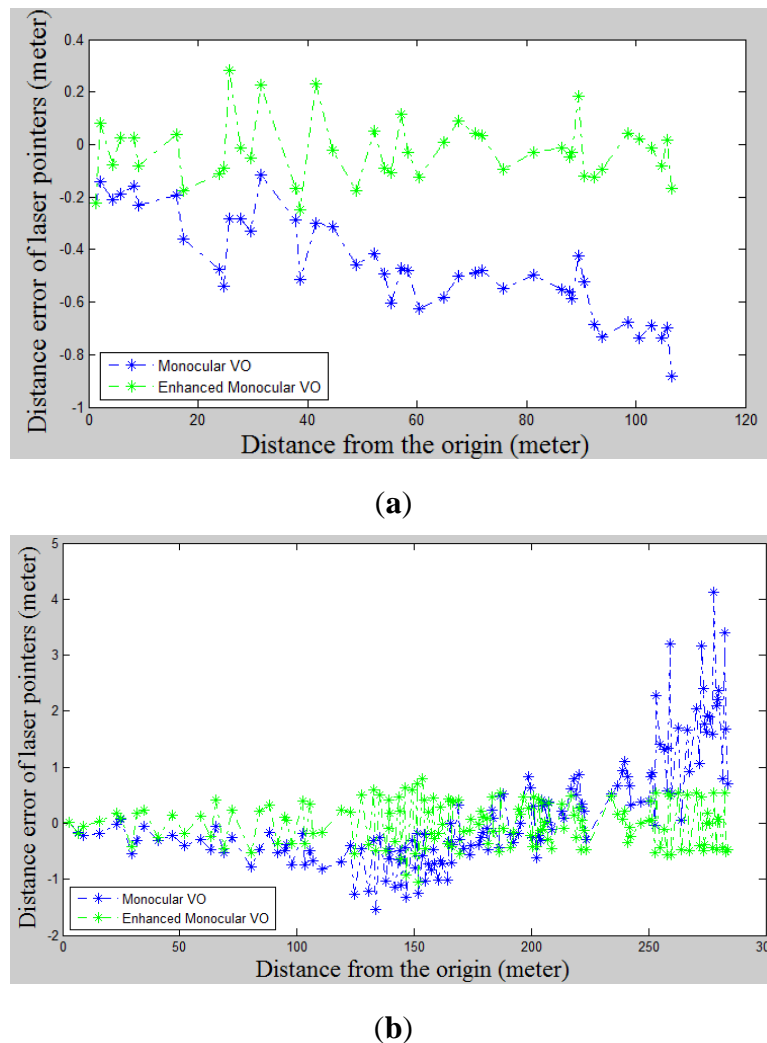 0.4
0.2
0
-0.2
-0.4
-0.6
-0.8
-1
Distance error of laser pointers (meter)
Monocular VO
Enhanced Monocular VO
0 20 40 60 80 100 120
Distance from the origin (meter)
(a)
5
4
3
2
1
0
-1
-2
Distance error of laser pointers (meter)
Monocular VO
Enhanced Monocular VO
0 50 100 150 200 250 300
Distance from the origin (meter)
(b)